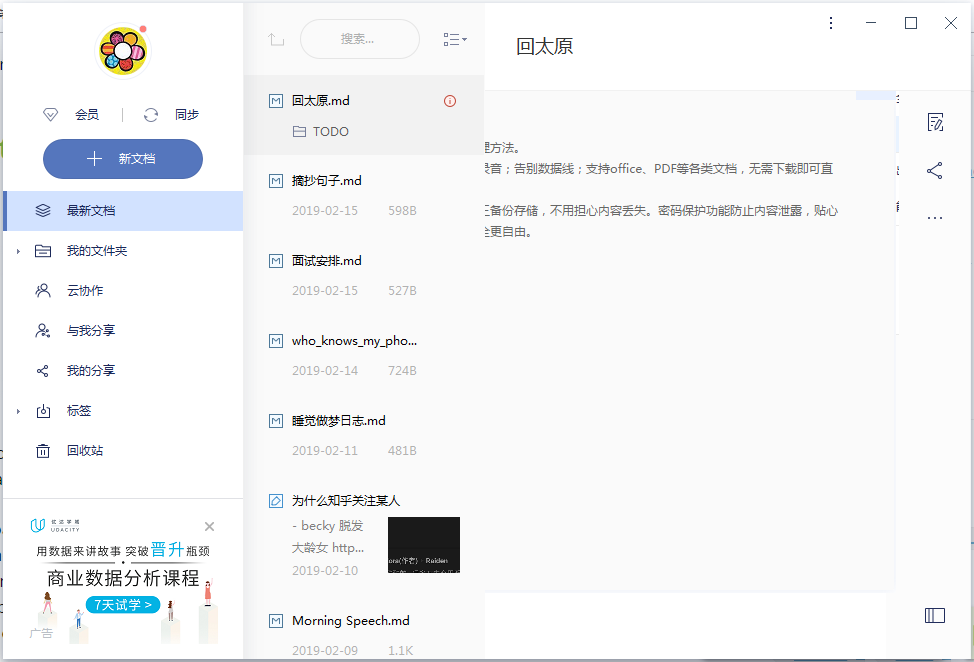 会员
同步
新文档
最新文档
我的文件夹
云协作
与我分享
我的分享
标签
回收站
优达学城
UDACITY
用数据来讲故事 突破晋升瓶颈
商业数据分析课程
7天试学 >
广告
搜索...
回太原.md
TODO
摘抄句子.md
2019-02-15 598B
面试安排.md
2019-02-15 527B
who_knows_my_pho...
2019-02-14 724B
睡觉做梦日志.md
2019-02-11 481B
为什么知乎关注某人
- becky 脱发
大龄女 http...
2019-02-10
ora(作者) Raiden
Morning Speech.md
2019-02-09 1.1K
回太原
理方法。
录音；告别数据线；支持office、PDF等各类文档，无需下载即可直
备份存储，不用担心内容丢失。密码保护功能防止内容泄露，贴心
更自由。